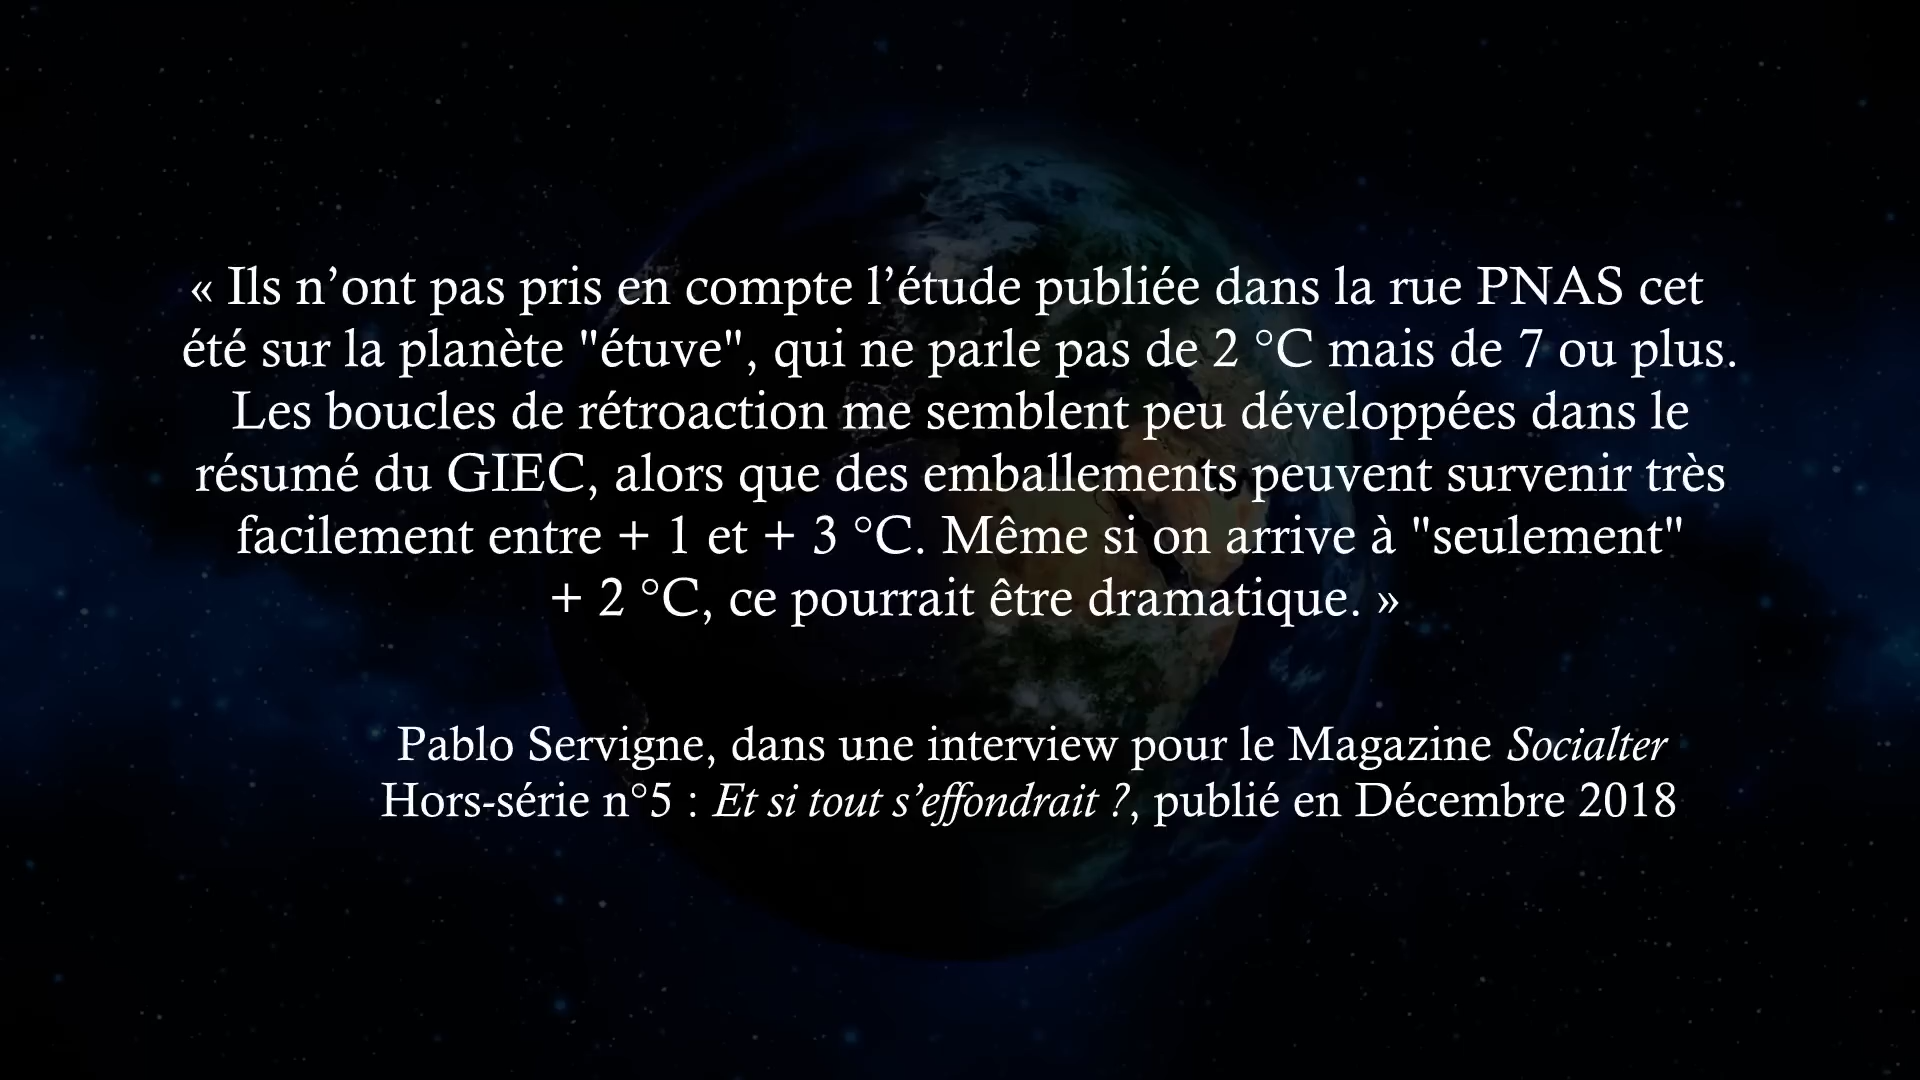 « Ils n’ont pas pris en compte l’étude publiée dans la rue PNAS cet
été sur la planète "étuve", qui ne parle pas de 2 °C mais de 7 ou plus.
Les boucles de rétroaction me semblent peu développées dans le
résumé du GIEC, alors que des emballements peuvent survenir très
facilement entre + 1 et + 3 °C. Même si on arrive à "seulement"
+ 2 °C, ce pourrait être dramatique. »
Pablo Servigne, dans une interview pour le Magazine Socialter
Hors-série n°5 : Et si tout s’effondrait ?, publié en Décembre 2018